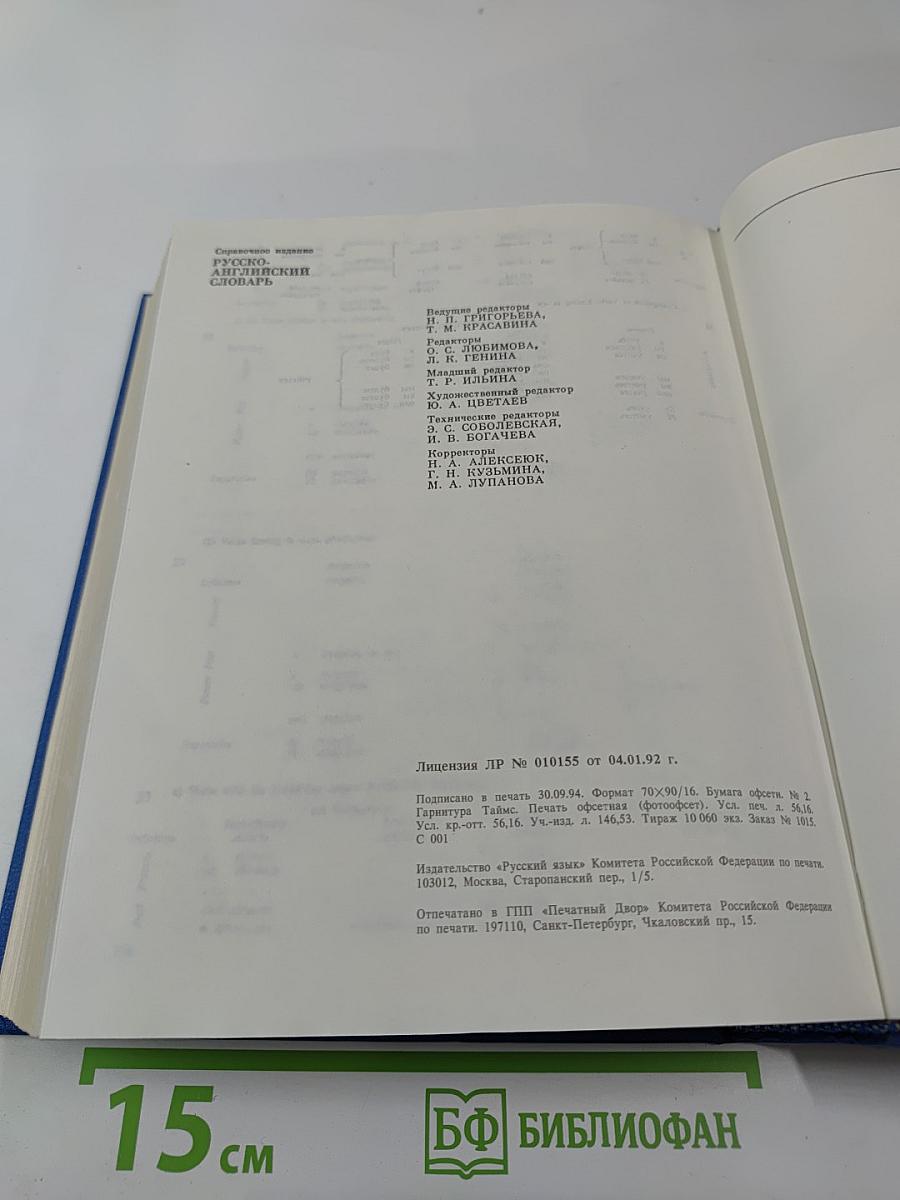 Справочное издание
РУССКО-
АНГЛИЙСКИЙ
СЛОВАРЬ
Ведущие редакторы
Н. П. ГРИГОРЬЕВА,
Т. М. КРАСАВИНА
Редакторы
О. С. ЛЮБИМОВА,
Л. К. ГЕНИНА
Младший редактор
Т. Р. ИЛЬИНА
Художественный редактор
Ю. А. ЦВЕТАЕВ
Технические редакторы
Э. С. СОБОЛЕВСКАЯ,
И. В. БОГАЧЕВА
Корректоры
Н. А. АЛЕКСЕЮК,
Г. Н. КУЗЬМИНА,
М. А. ЛУПАНОВА
Лицензия ЛР № 010155 от 04.01.92 г.
Подписано в печать 30.09.94. Формат 70×90/16. Бумага офсетн. № 2.
Гарнитура Таймс. Печать офсетная (фотоофсет). Усл. печ. л. 56,16.
Усл. кр.-отт. 56,16. Уч.-изд. л. 146,53. Тираж 10 060 экз. Заказ № 1015.
С 001
Издательство «Русский язык» Комитета Российской Федерации по печати.
103012, Москва, Старопанский пер., 1/5.
Отпечатано в ГПП «Печатный Двор» Комитета Российской Федерации
по печати. 197110, Санкт-Петербург, Чкаловский пр., 15.
15 см
БФ БИБЛИОФАН